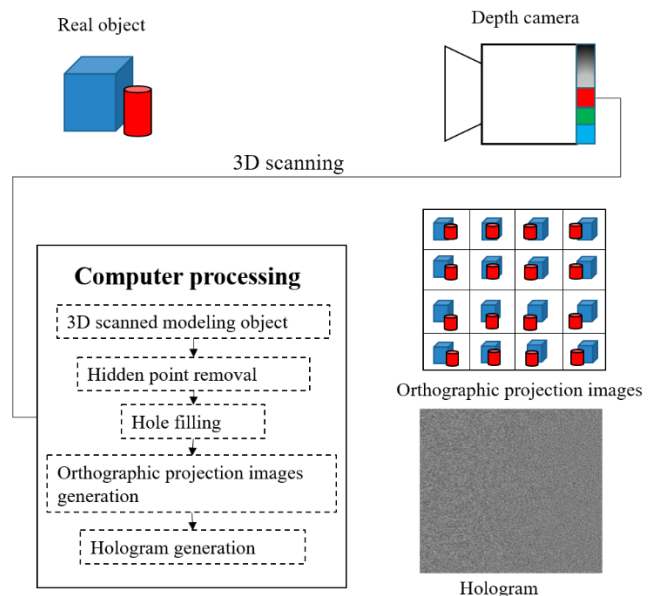 Real object
Depth camera
3D scanning
Computer processing
3D scanned modeling object
Hidden point removal
Hole filling
Orthographic projection images
generation
Hologram generation
Orthographic projection images
Hologram